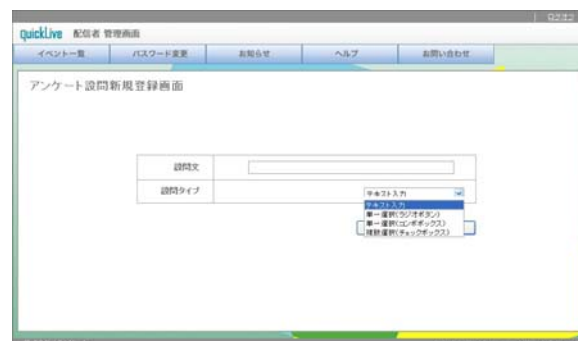 ログアウト
quickLive 配信者 管理画面
イベント一覧 パスワード変更 お知らせ ヘルプ お問い合わせ
アンケート設問新規登録画面
設問文
設問タイプ テキスト入力
テキスト入力
単一選択(ラジオボタン)
単一選択(コンボボックス)
複数選択(チェックボックス)